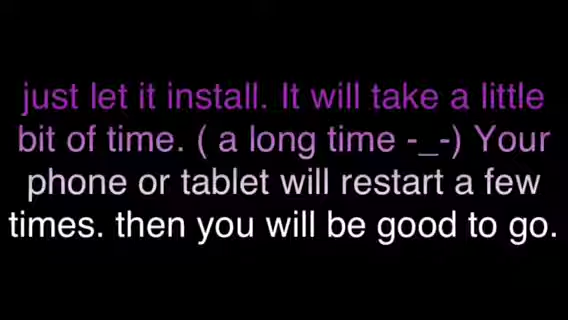 just let it install. It will take a little
bit of time. ( a long time -_-) Your
phone or tablet will restart a few
times. then you will be good to go.